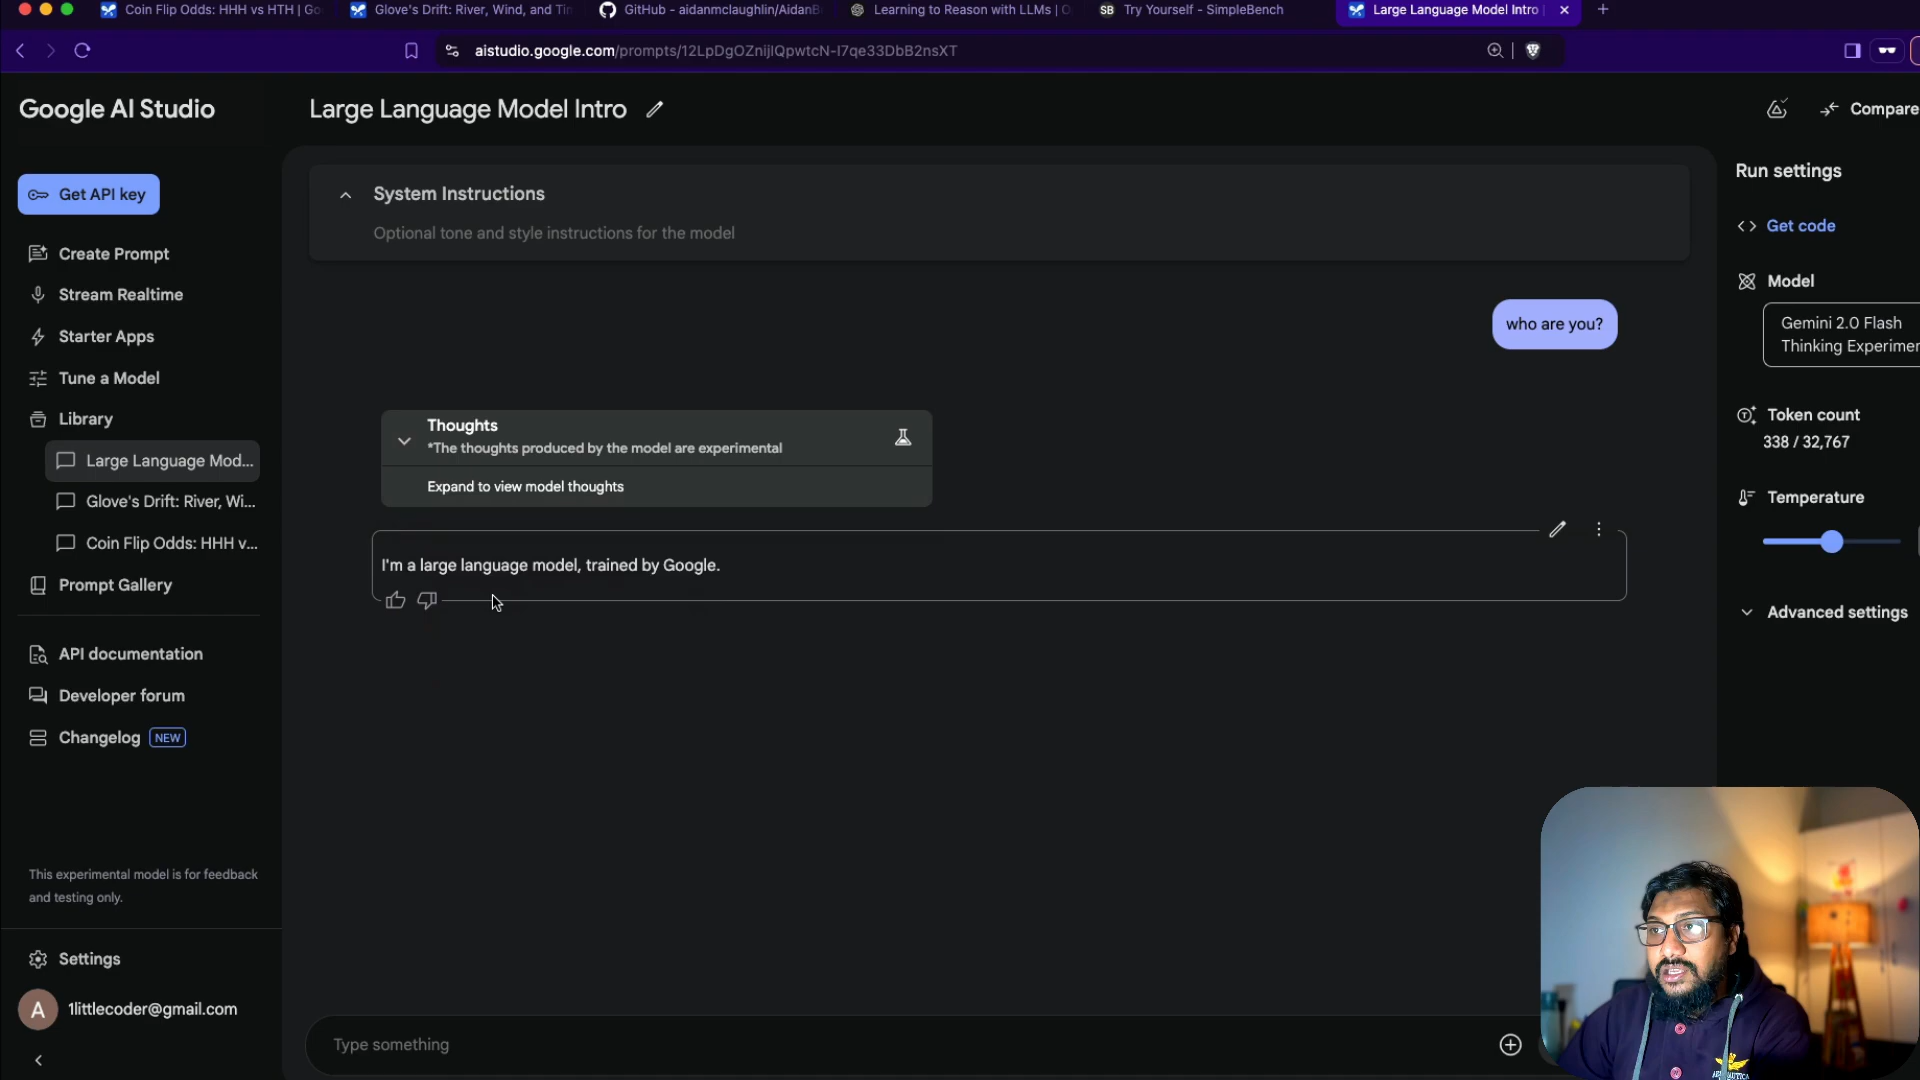 Coin Flip Odds: HHH vs HTH | Go
Glove's Drift: River, Wind, and Tim
GitHub - aidanmclaughlin/AidanB
Learning to Reason with LLMs | O
SB Try Yourself - SimpleBench
Large Language Model Intro |
aistudio.google.com/prompts/12LpDgOZnijlQpwtcN-I7qe33DbB2nsXT
Google AI Studio
Large Language Model Intro
Compare
Get API key
System Instructions
Optional tone and style instructions for the model
Run settings
Get code
Create Prompt
Stream Realtime
Starter Apps
Tune a Model
Library
Large Language Mod...
Glove's Drift: River, Wi...
Coin Flip Odds: HHH v...
Prompt Gallery
API documentation
Developer forum
Changelog NEW
This experimental model is for feedback
and testing only.
Settings
A 1littlecoder@gmail.com
who are you?
Thoughts
*The thoughts produced by the model are experimental
Expand to view model thoughts
I'm a large language model, trained by Google.
Type something
Model
Gemini 2.0 Flash
Thinking Experimen
Token count
338 / 32,767
Temperature
Advanced settings